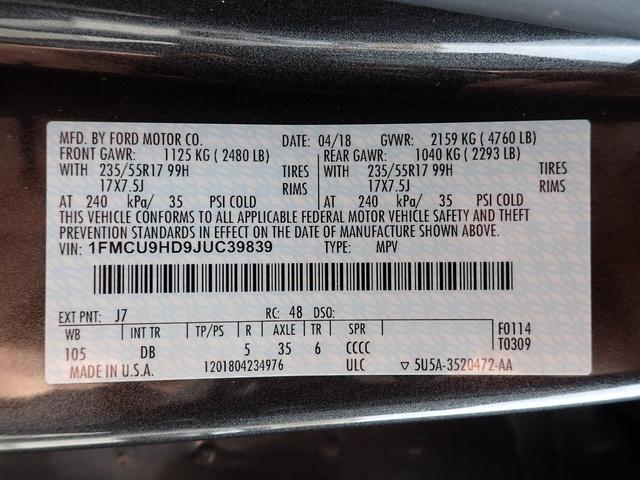 MFD. BY FORD MOTOR CO. DATE: 04/18 GVWR: 2159 KG ( 4760 LB)
FRONT GAWR: 1125 KG ( 2480 LB) REAR GAWR: 1040 KG ( 2293 LB)
WITH 235/55R17 99H TIRES WITH 235/55R17 99H TIRES
17X7.5J RIMS 17X7.5J RIMS
AT 240 kPa/ 35 PSI COLD AT 240 kPa/ 35 PSI COLD
THIS VEHICLE CONFORMS TO ALL APPLICABLE FEDERAL MOTOR VEHICLE SAFETY AND THEFT
PREVENTION STANDARDS IN EFFECT ON THE DATE OF MANUFACTURE SHOWN ABOVE.
VIN: 1FMCU9HD9JUC39839 TYPE: MPV
EXT PNT: J7 RC: 48 DSO:
WB INT TR TP/PS R AXLE TR SPR F0114
105 DB 5 35 6 CCCC T0309
MADE IN U.S.A. 1201804234976 ULC ▽ 5U5A-3520472-AA